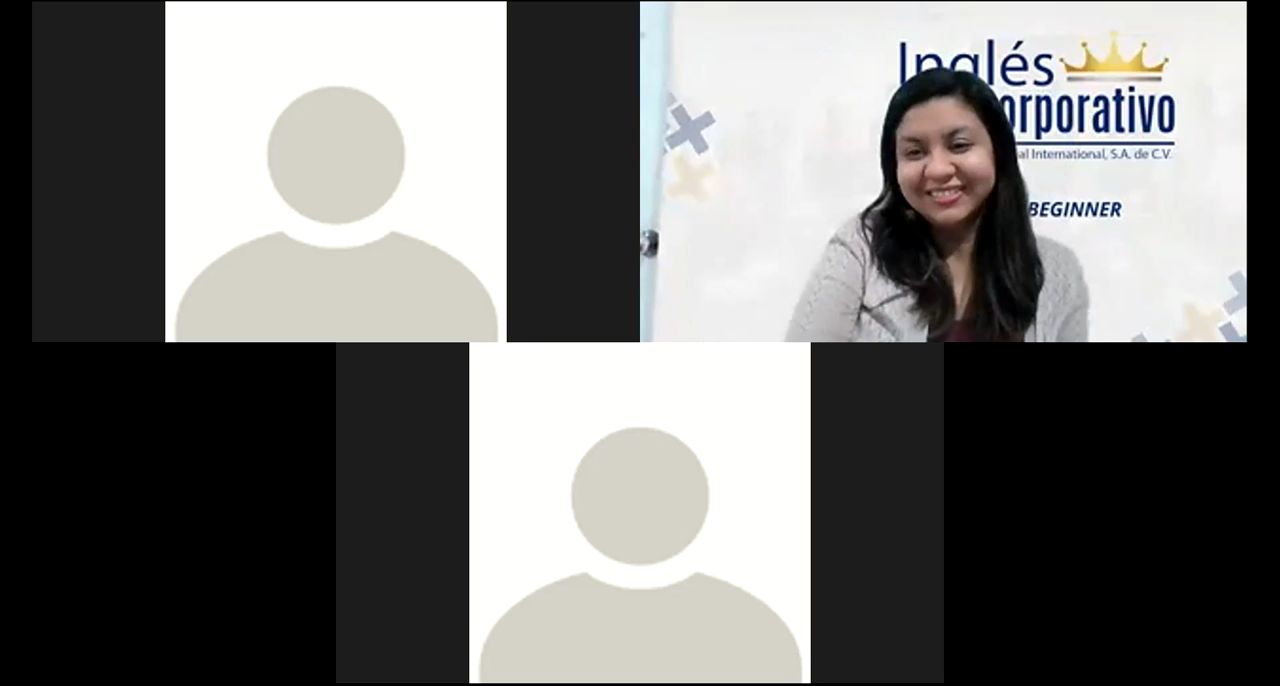 Inglés
orporativo
al International, S.A. de C.V.
BEGINNER